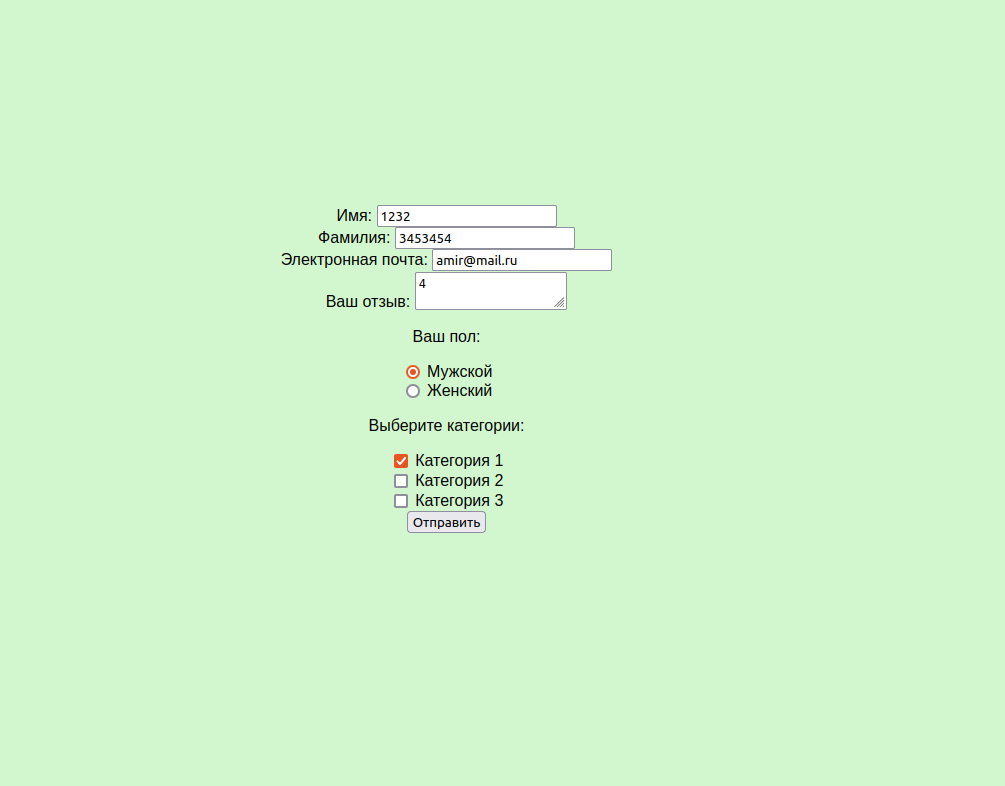 Имя: 1232
Фамилия: 3453454
Электронная почта: amir@mail.ru
Ваш отзыв: 4
Ваш пол:
Мужской
Женский
Выберите категории:
Категория 1
Категория 2
Категория 3
Отправить